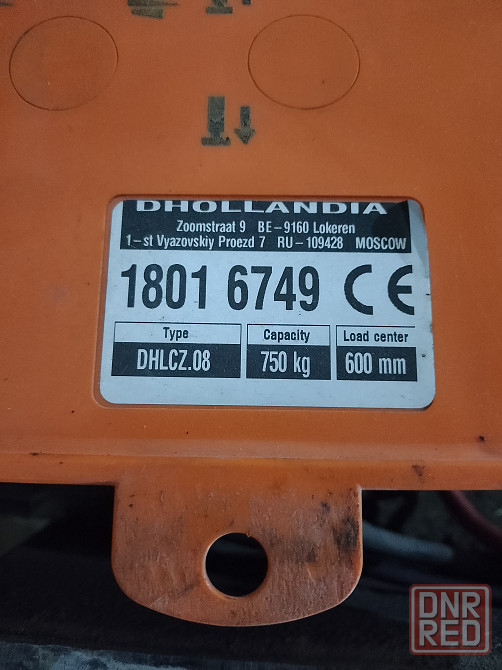 DHOLLANDIA
Zoomstraat 9 BE-9160 Lokeren
1-st Vyazovskiy Proezd 7 RU-109428 MOSCOW
1801 6749 CE
Type Capacity Load center
DHLCZ.08 750 kg 600 mm
DNR
RED